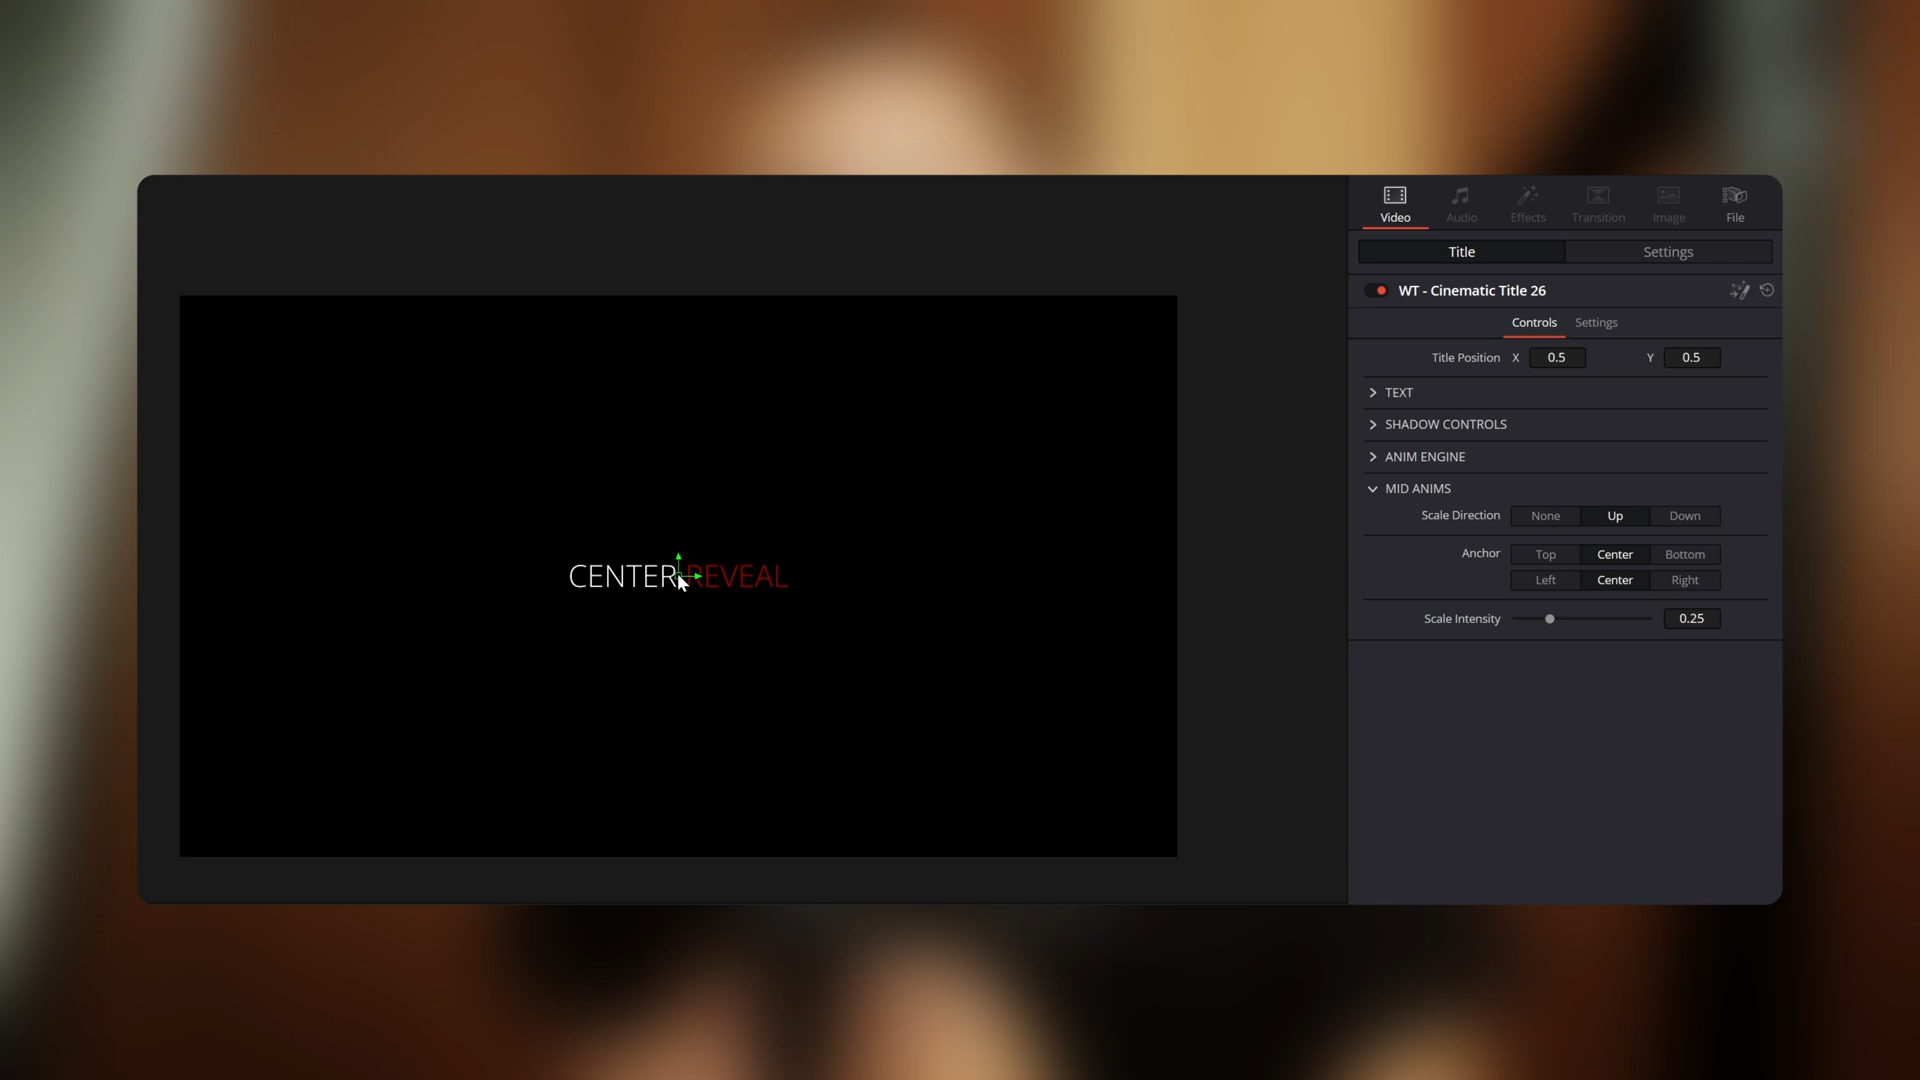 Video Audio Effects Transition Image File
Title Settings
WT - Cinematic Title 26
Controls Settings
Title Position X 0.5 Y 0.5
TEXT
SHADOW CONTROLS
ANIM ENGINE
MID ANIMS
Scale Direction None Up Down
Anchor Top Center Bottom
Left Center Right
Scale Intensity 0.25
CENTER REVEAL